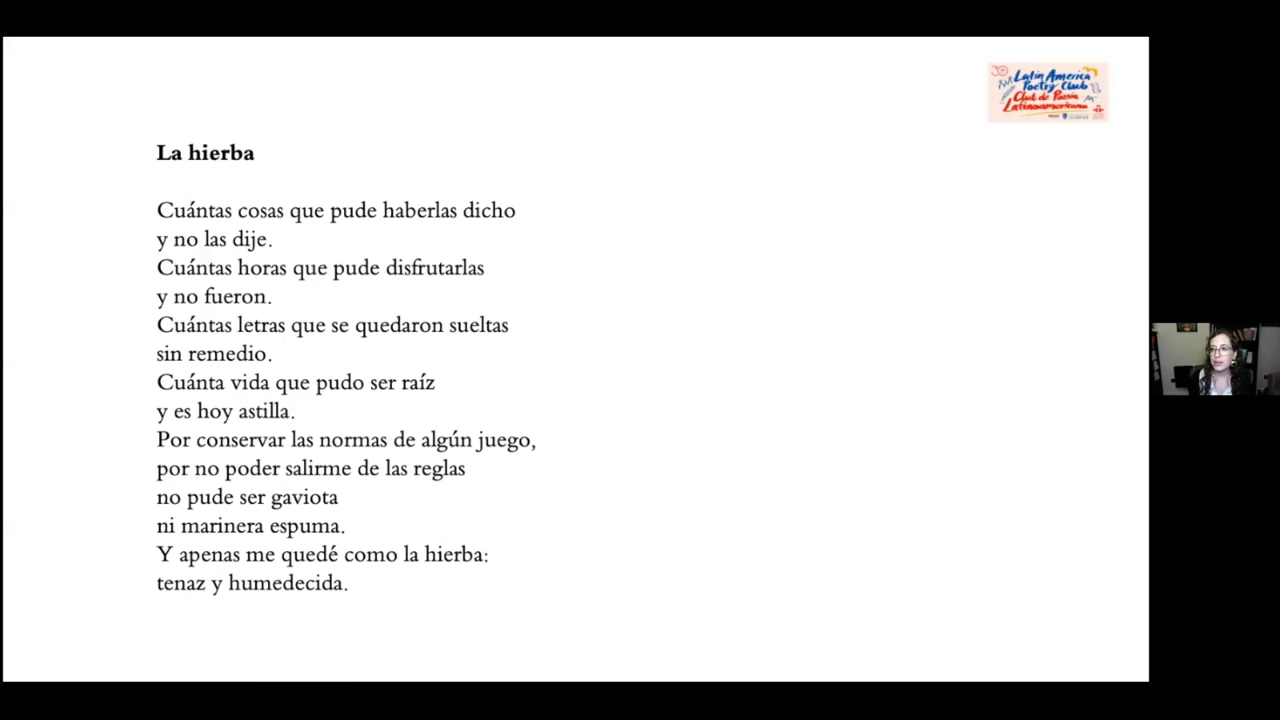 Latin America
Poetry Club
Club de Poesía
Latinoamericana
La hierba
Cuántas cosas que pude haberlas dicho
y no las dije.
Cuántas horas que pude disfrutarlas
y no fueron.
Cuántas letras que se quedaron sueltas
sin remedio.
Cuánta vida que pudo ser raíz
y es hoy astilla.
Por conservar las normas de algún juego,
por no poder salirme de las reglas
no pude ser gaviota
ni marinera espuma.
Y apenas me quedé como la hierba:
tenaz y humedecida.